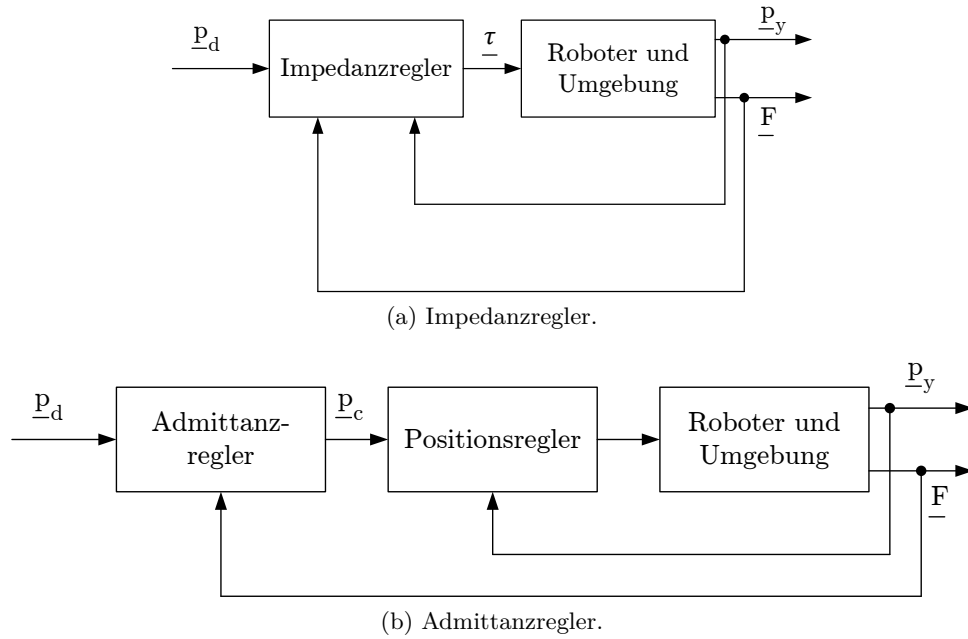 p_d
Impedanzregler
τ
Roboter und
Umgebung
p_y
F
(a) Impedanzregler.
p_d
Admittanz-
regler
p_c
Positionsregler
Roboter und
Umgebung
p_y
F
(b) Admittanzregler.